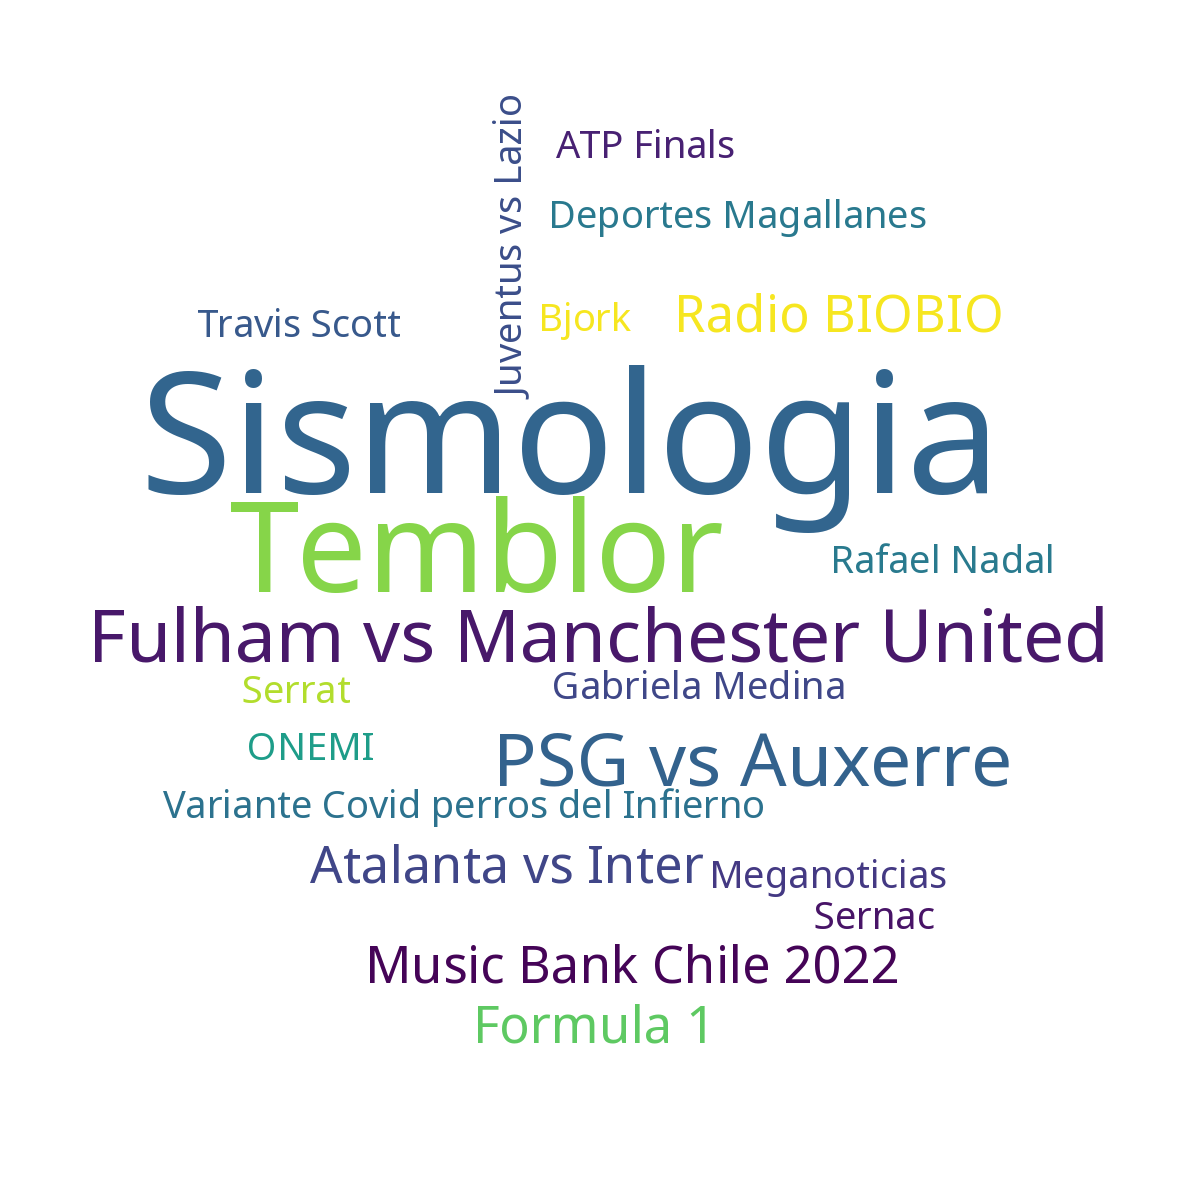 Juventus vs Lazio
ATP Finals
Deportes Magallanes
Travis Scott
Bjork
Radio BIOBIO
Sismologia
Temblor
Rafael Nadal
Fulham vs Manchester United
Serrat
Gabriela Medina
ONEMI
PSG vs Auxerre
Variante Covid perros del Infierno
Atalanta vs Inter
Meganoticias
Sernac
Music Bank Chile 2022
Formula 1